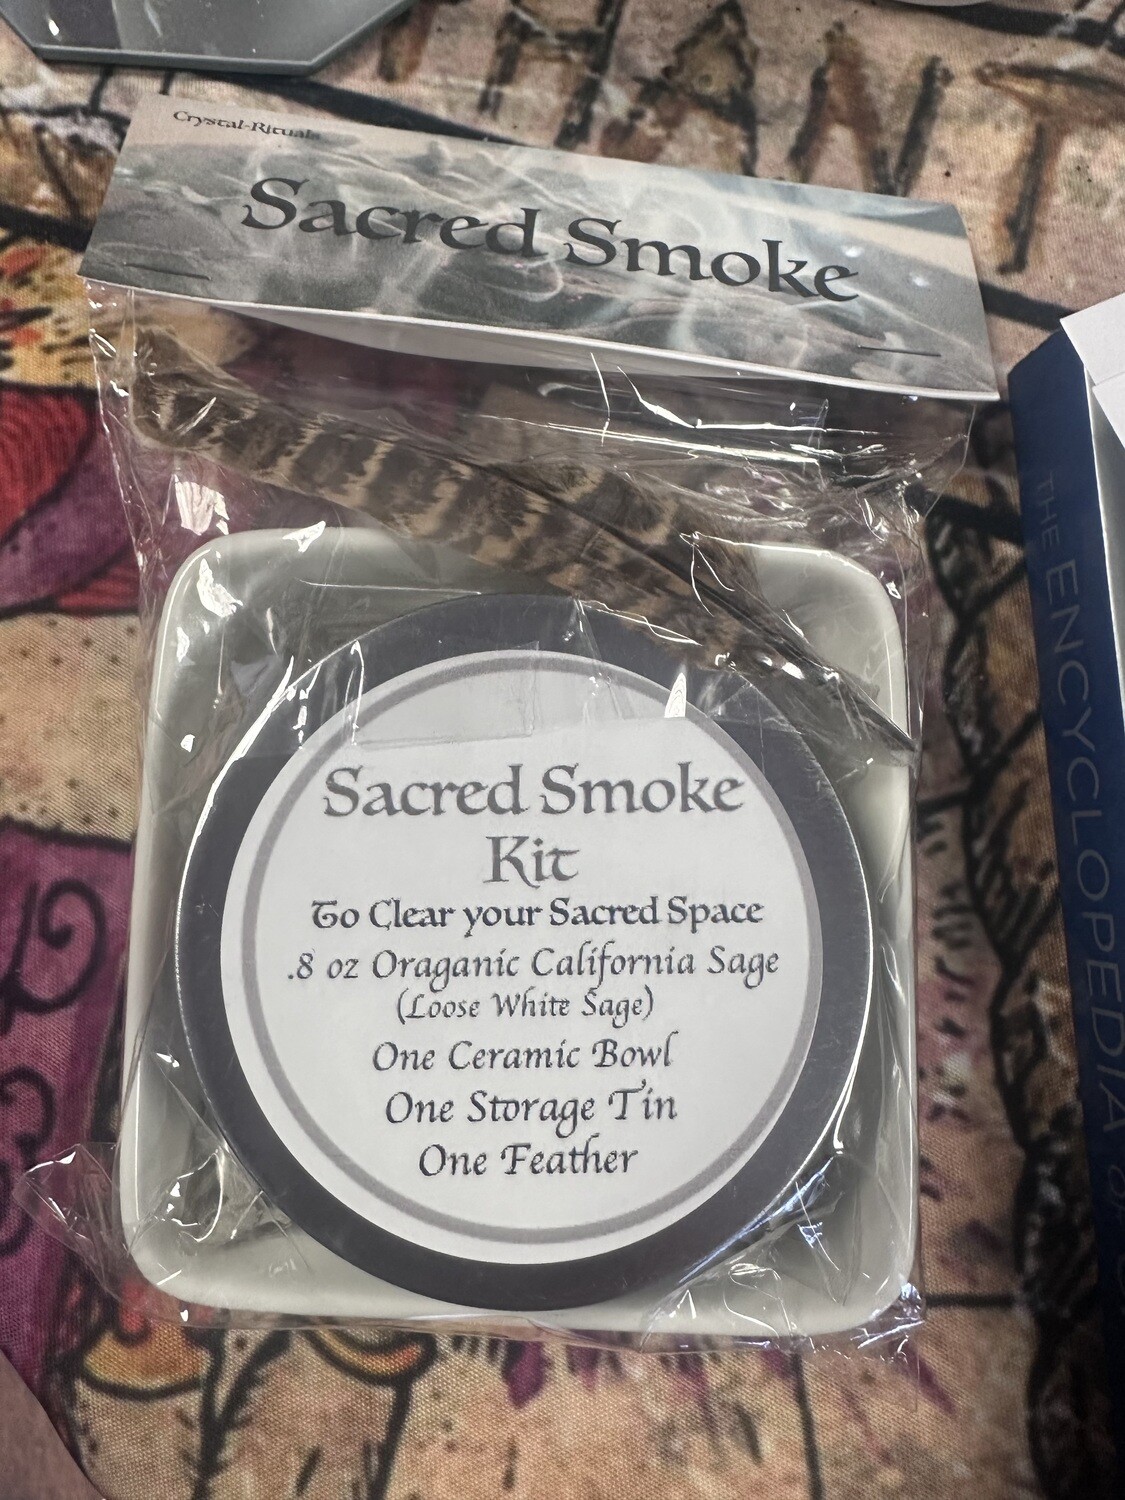 Crystal-Rituals
Sacred Smoke
Sacred Smoke
Kit
To Clear your Sacred Space
.8 oz Oraganic California Sage
(Loose White Sage)
One Ceramic Bowl
One Storage Tin
One Feather
THE ENCYCLOPEDIA